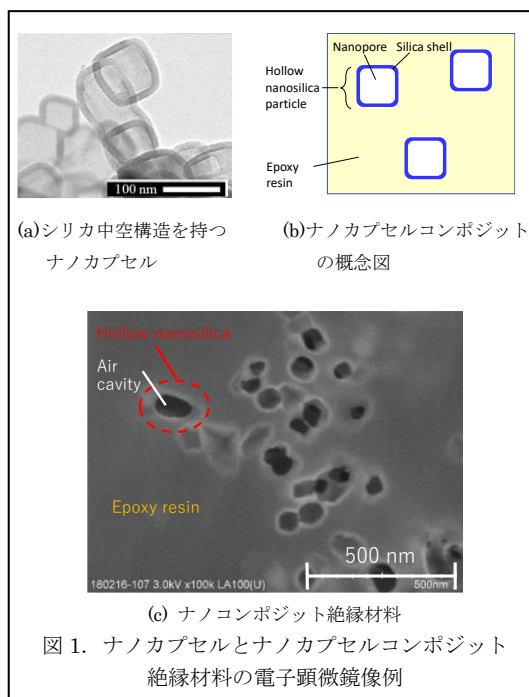 100 nm
Nanopore
Silica shell
Hollow
nanosilica
particle
Epoxy
resin
(a)シリカ中空構造を持つ
ナノカプセル
(b)ナノカプセルコンポジット
の概念図
Hollow nanosilica
Air
cavity
Epoxy resin
500 nm
180216-107 3.0kV x100k LA100(U)
500nm
(c) ナノコンポジット絶縁材料
図 1. ナノカプセルとナノカプセルコンポジット
絶縁材料の電子顕微鏡像例